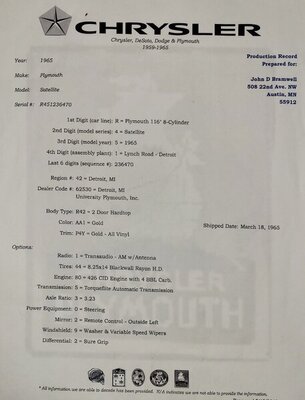 CHRYSLER
Chrysler, DeSoto, Dodge & Plymouth
1959-1965
Production Record
Prepared for:
John D Bramwell
508 22nd Ave. NW
Austin, MN
55912
Year: 1965
Make: Plymouth
Model: Satellite
Serial #: R451236470
1st Digit (car line): R = Plymouth 116" 8-Cylinder
2nd Digit (model series): 4 = Satellite
3rd Digit (model year): 5 = 1965
4th Digit (assembly plant): 1 = Lynch Road - Detroit
Last 6 digits (sequence #): 236470
Region #: 42 = Detroit, MI
Dealer Code #: 62530 = Detroit, MI
University Plymouth, Inc.
Body Type: R42 = 2 Door Hardtop
Color: AA1 = Gold
Shipped Date: March 18, 1965
Trim: P4Y = Gold - All Vinyl
Options:
Radio: 1 = Transaudio - AM w/Antenna
Tires: 44 = 8.25x14 Blackwall Rayon H.D.
Engine: 80 = 426 CID Engine with 4 BBL Carb.
Transmission: 5 = Torqueflite Automatic Transmission
Axle Ratio: 3 = 3.23
Power Equipment: 0 = Steering
Mirror: 2 = Remote Control - Outside Left
Windshield: 9 = Washer & Variable Speed Wipers
Differential: 2 = Sure Grip
* All information we are able to decode has been provided. N/A indicates we are not able to provide the information.